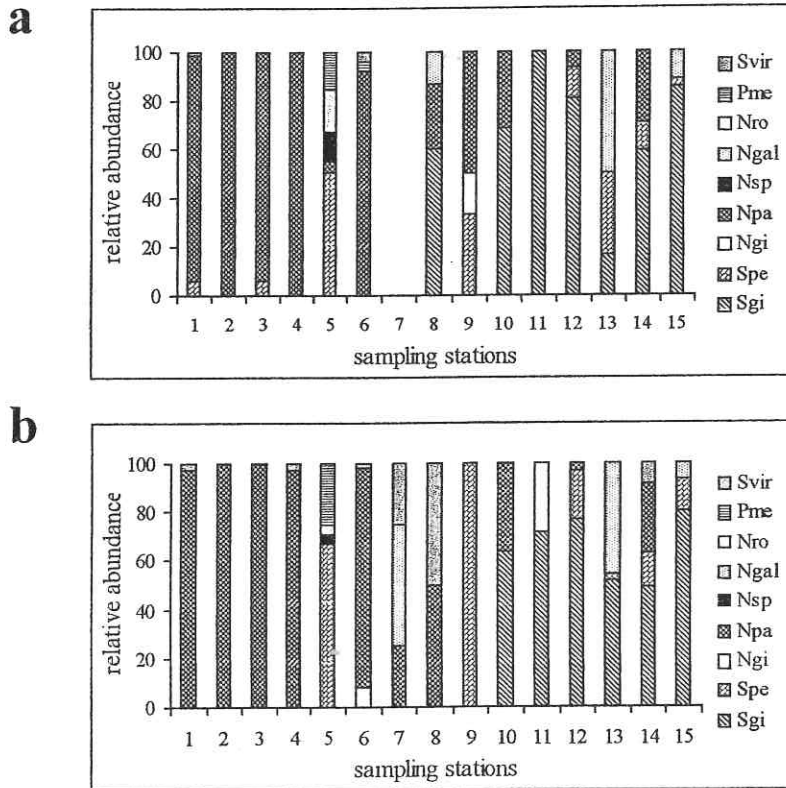 a
100
80
60
40
20
0
relative abundance
1 2 3 4 5 6 7 8 9 10 11 12 13 14 15
sampling stations
Svir
Pme
Nro
Ngal
Nsp
Npa
Ngi
Spe
Sgi
b
100
80
60
40
20
0
relative abundance
1 2 3 4 5 6 7 8 9 10 11 12 13 14 15
sampling stations
Svir
Pme
Nro
Ngal
Nsp
Npa
Ngi
Spe
Sgi